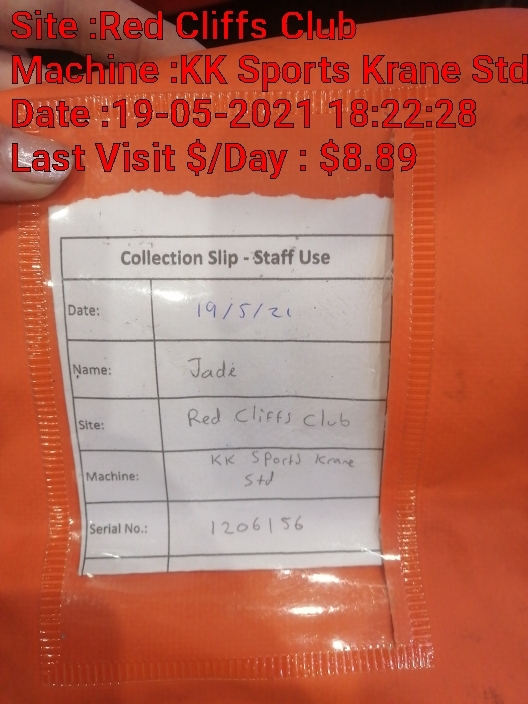 Site :Red Cliffs Club
Machine :KK Sports Krane Std
Date :19-05-2021 18:22:28
Last Visit $/Day : $8.89
Collection Slip - Staff Use
Date: 19/5/21
Name: Jade
Site: Red Cliffs Club
Machine: KK Sports Krane
Std
Serial No.: 1206156